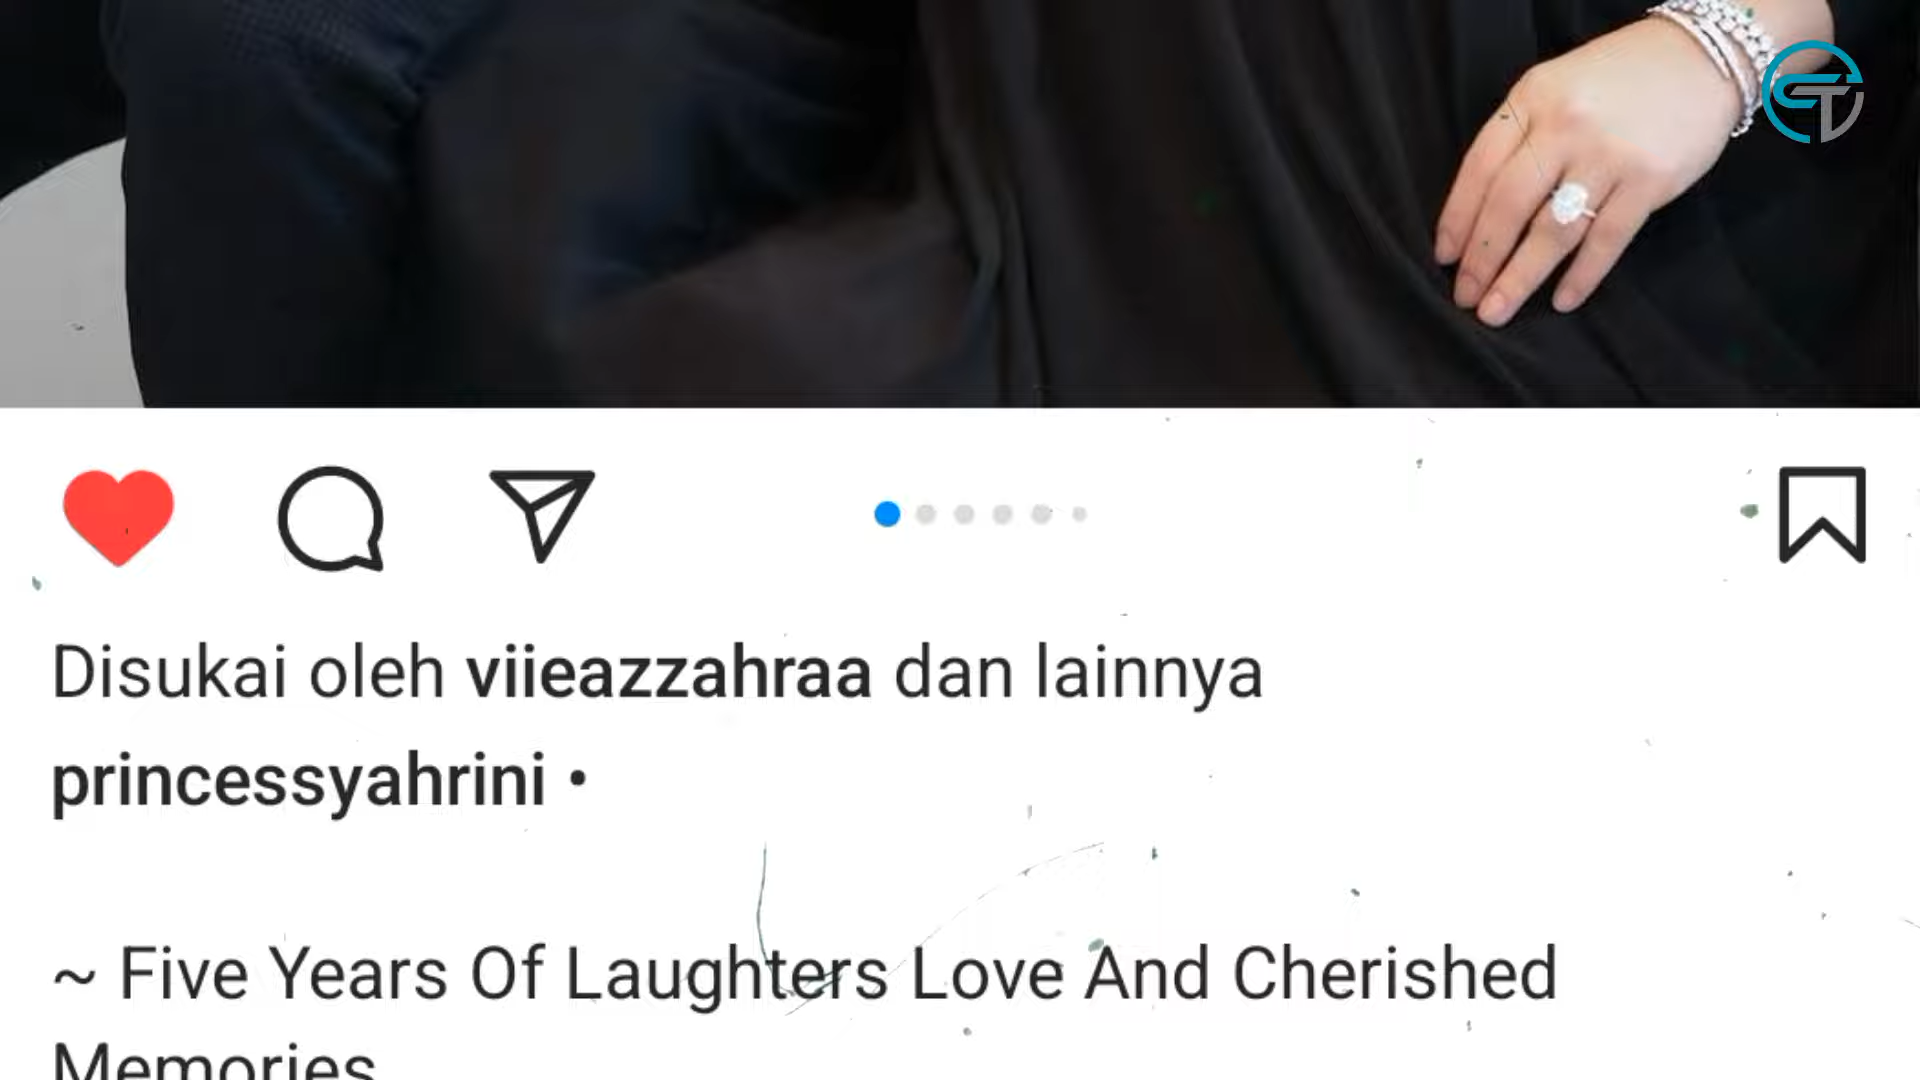 Disukai oleh viieazzahraa dan lainnya
princessyahrini •
~ Five Years Of Laughters Love And Cherished
Memories